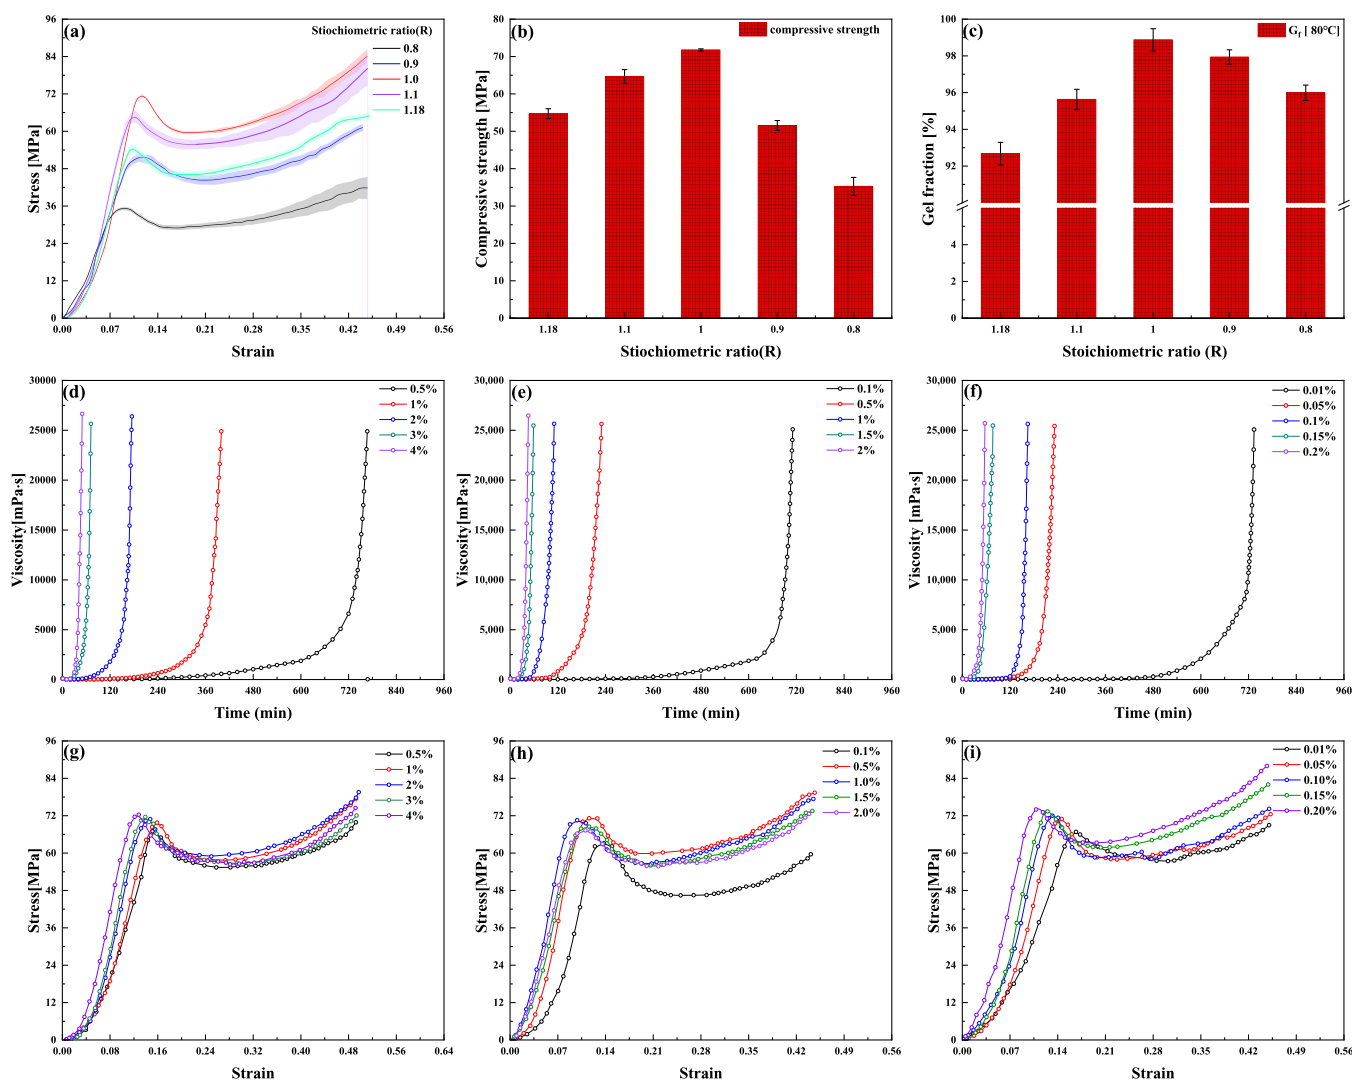 (a)
Stiochiometric ratio(R)
0.8
0.9
1.0
1.1
1.18
96
84
72
60
48
36
24
12
0
0.00 0.07 0.14 0.21 0.28 0.35 0.42 0.49 0.56
Stress [MPa]
Strain
(b)
compressive strength
80
70
60
50
40
30
20
10
0
1.18 1.1 1 0.9 0.8
Compressive strength [MPa]
Stiochiometric ratio(R)
(c)
Gf [ 80°C]
100
98
96
94
92
4
2
0
1.18 1.1 1 0.9 0.8
Gel fraction [%]
Stoichiometric ratio (R)
(d)
0.5%
1%
2%
3%
4%
30000
25000
20000
15000
10000
5000
0
0 120 240 360 480 600 720 840 960
Viscosity[mPa·s]
Time (min)
(e)
0.1%
0.5%
1%
1.5%
2%
30,000
25,000
20,000
15,000
10,000
5,000
0
0 120 240 360 480 600 720 840 960
Viscosity[mPa·s]
Time (min)
(f)
0.01%
0.05%
0.1%
0.15%
0.2%
30,000
25,000
20,000
15,000
10,000
5,000
0
0 120 240 360 480 600 720 840 960
Viscosity [mPa·s]
Time (min)
(g)
0.5%
1%
2%
3%
4%
96
84
72
60
48
36
24
12
0
0.00 0.08 0.16 0.24 0.32 0.40 0.48 0.56 0.64
Stress[MPa]
Strain
(h)
0.1%
0.5%
1.0%
1.5%
2.0%
96
84
72
60
48
36
24
12
0
0.00 0.07 0.14 0.21 0.28 0.35 0.42 0.49 0.56
Stress[MPa]
Strain
(i)
0.01%
0.05%
0.10%
0.15%
0.20%
96
84
72
60
48
36
24
12
0
0.00 0.07 0.14 0.21 0.28 0.35 0.42 0.49 0.56
Stress[MPa]
Strain